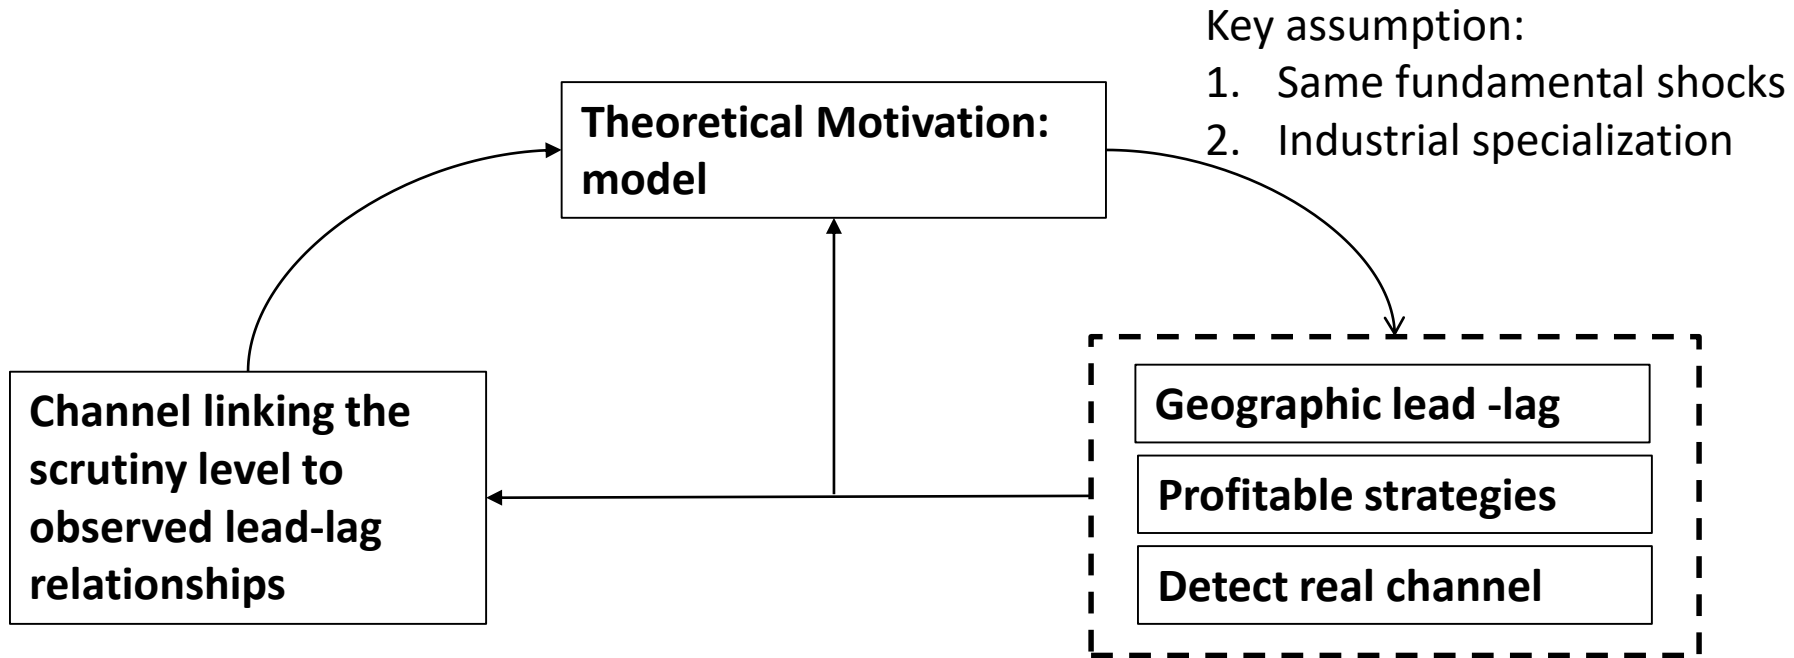 Key assumption:
1. Same fundamental shocks
2. Industrial specialization
Theoretical Motivation:
model
Channel linking the
scrutiny level to
observed lead-lag
relationships
Geographic lead -lag
Profitable strategies
Detect real channel